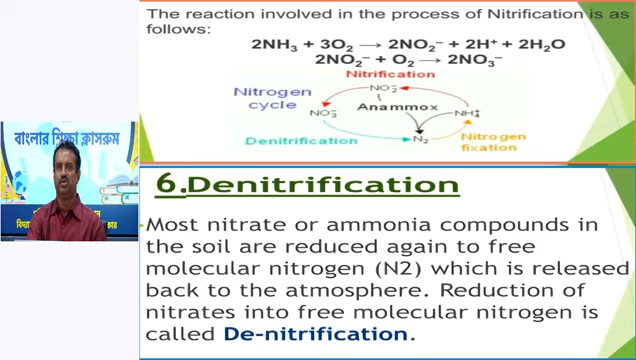 The reaction involved in the process of Nitrification is as
follows:
2NH₃ + 3O₂ → 2NO₂⁻ + 2H⁺ + 2H₂O
2NO₂⁻ + O₂ → 2NO₃⁻
Nitrification
Nitrogen
cycle
NO₂⁻
Anammox
NO₃⁻
NH₄⁺
Denitrification
N₂
Nitrogen
fixation
বাংলার শিক্ষা ক্লাসরুম
6.Denitrification
Most nitrate or ammonia compounds in
the soil are reduced again to free
molecular nitrogen (N2) which is released
back to the atmosphere. Reduction of
nitrates into free molecular nitrogen is
called De-nitrification.